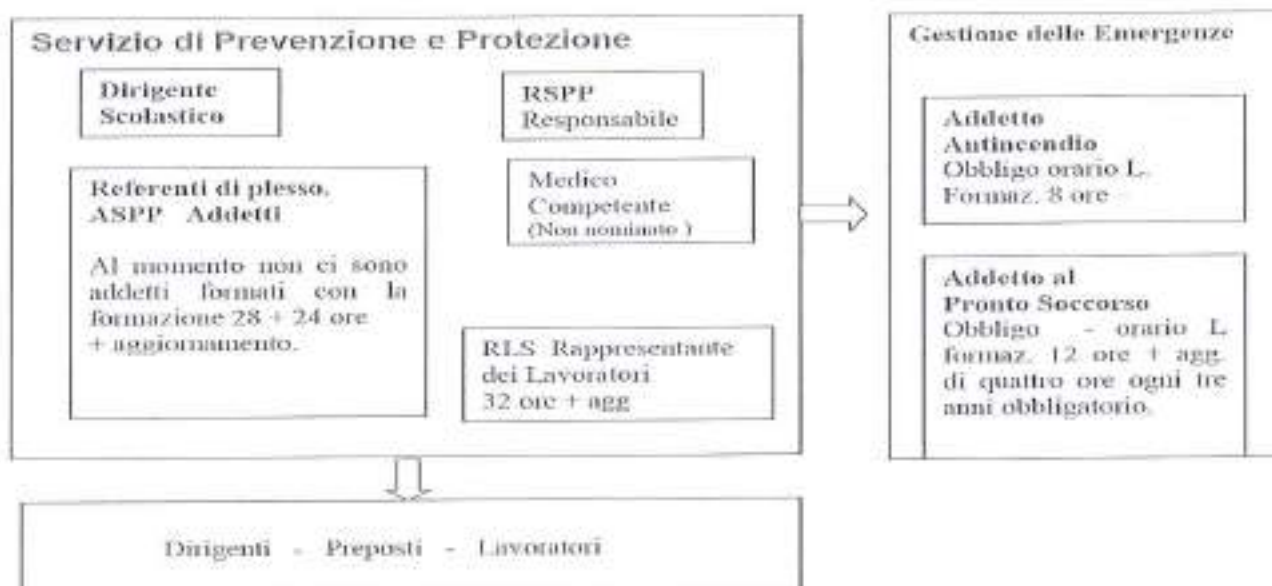 Servizio di Prevenzione e Protezione
Dirigente
Scolastico
RSPP
Responsabile
Referenti di plesso.
ASPP Addetti
Al momento non ci sono
addetti formati con la
formazione 28 + 24 ore
+ aggiornamento.
Medico
Competente
(Non nominato )
RLS Rappresentante
dei Lavoratori
32 ore + agg
Gestione delle Emergenze
Addetto
Autincendio
Obbligo orario L.
Formaz. 8 ore
Addetto al
Pronto Soccorso
Obbligo - orario L
formaz. 12 ore + agg.
di quattro ore ogni tre
anni obbligatorio.
Dirigenti - Preposti - Lavoratori